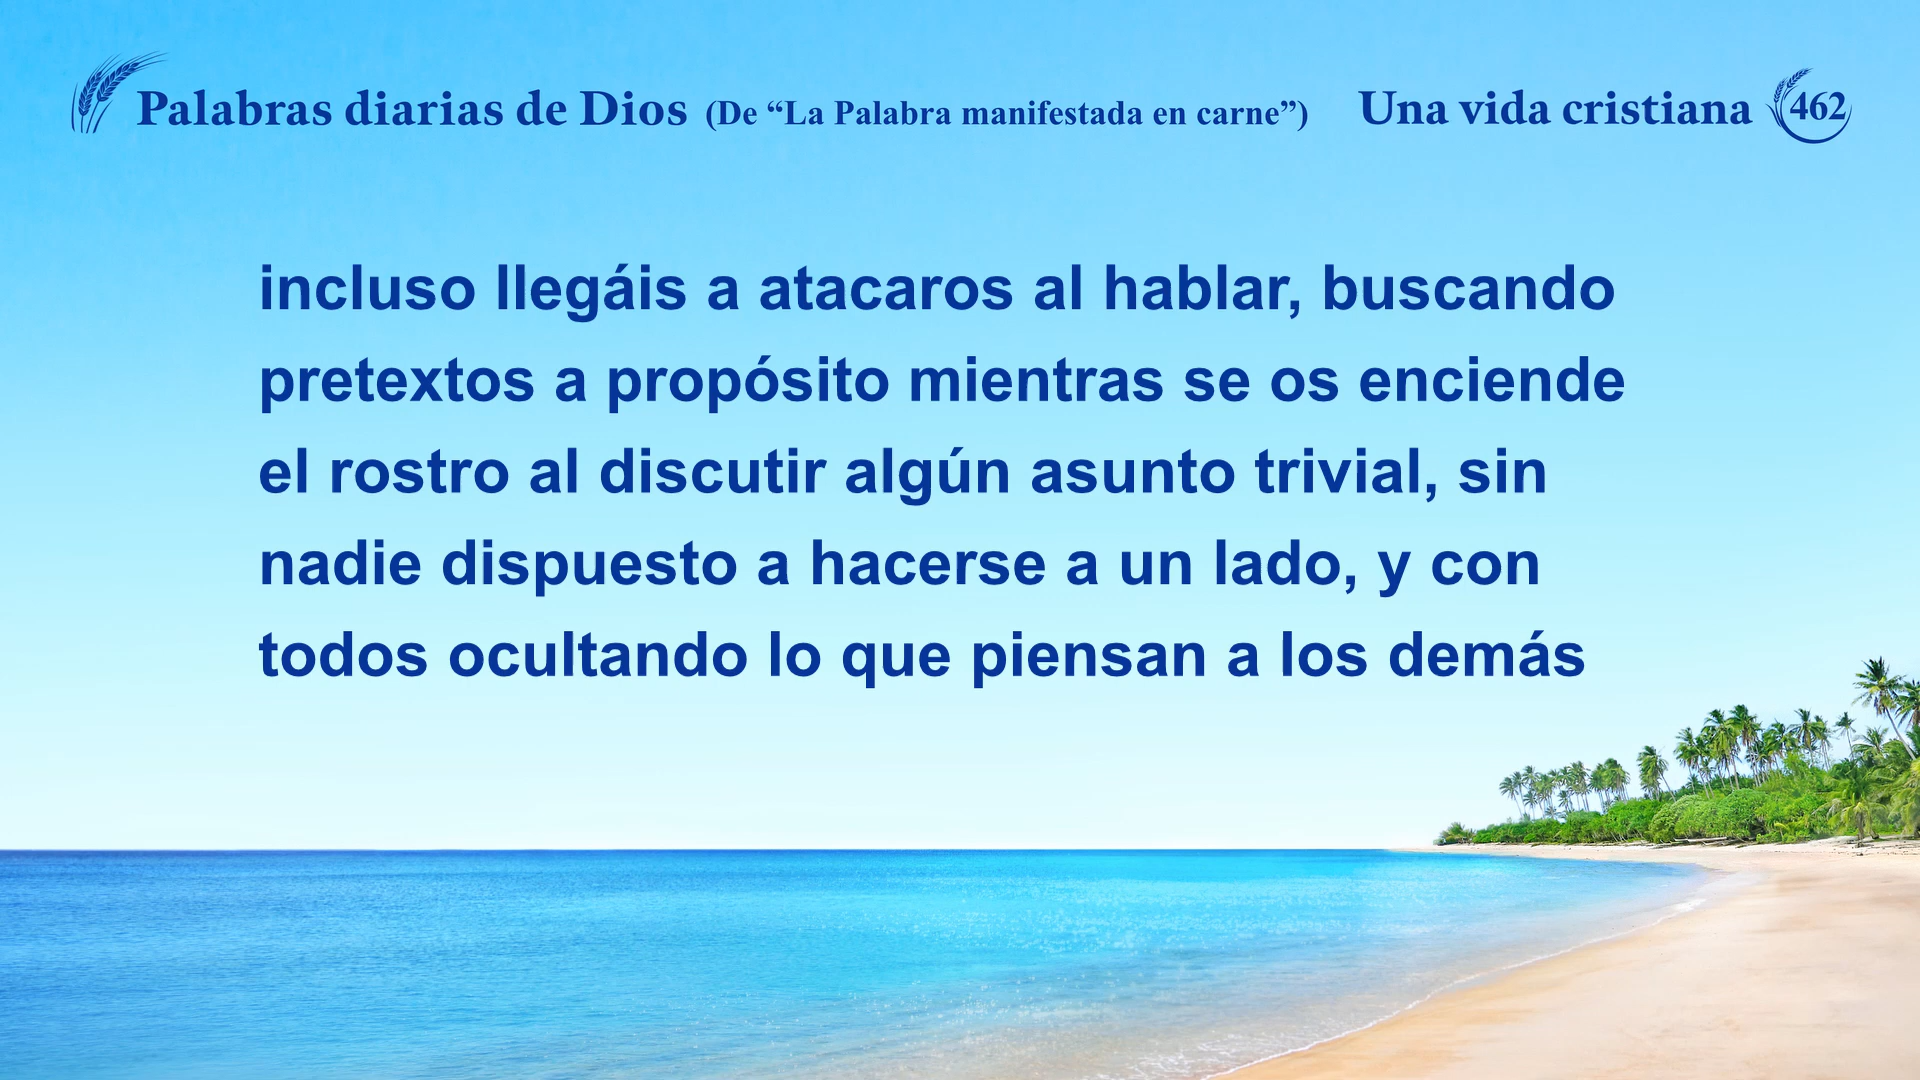 Palabras diarias de Dios (De “La Palabra manifestada en carne”) Una vida cristiana 462
incluso llegáis a atacaros al hablar, buscando
pretextos a propósito mientras se os enciende
el rostro al discutir algún asunto trivial, sin
nadie dispuesto a hacerse a un lado, y con
todos ocultando lo que piensan a los demás